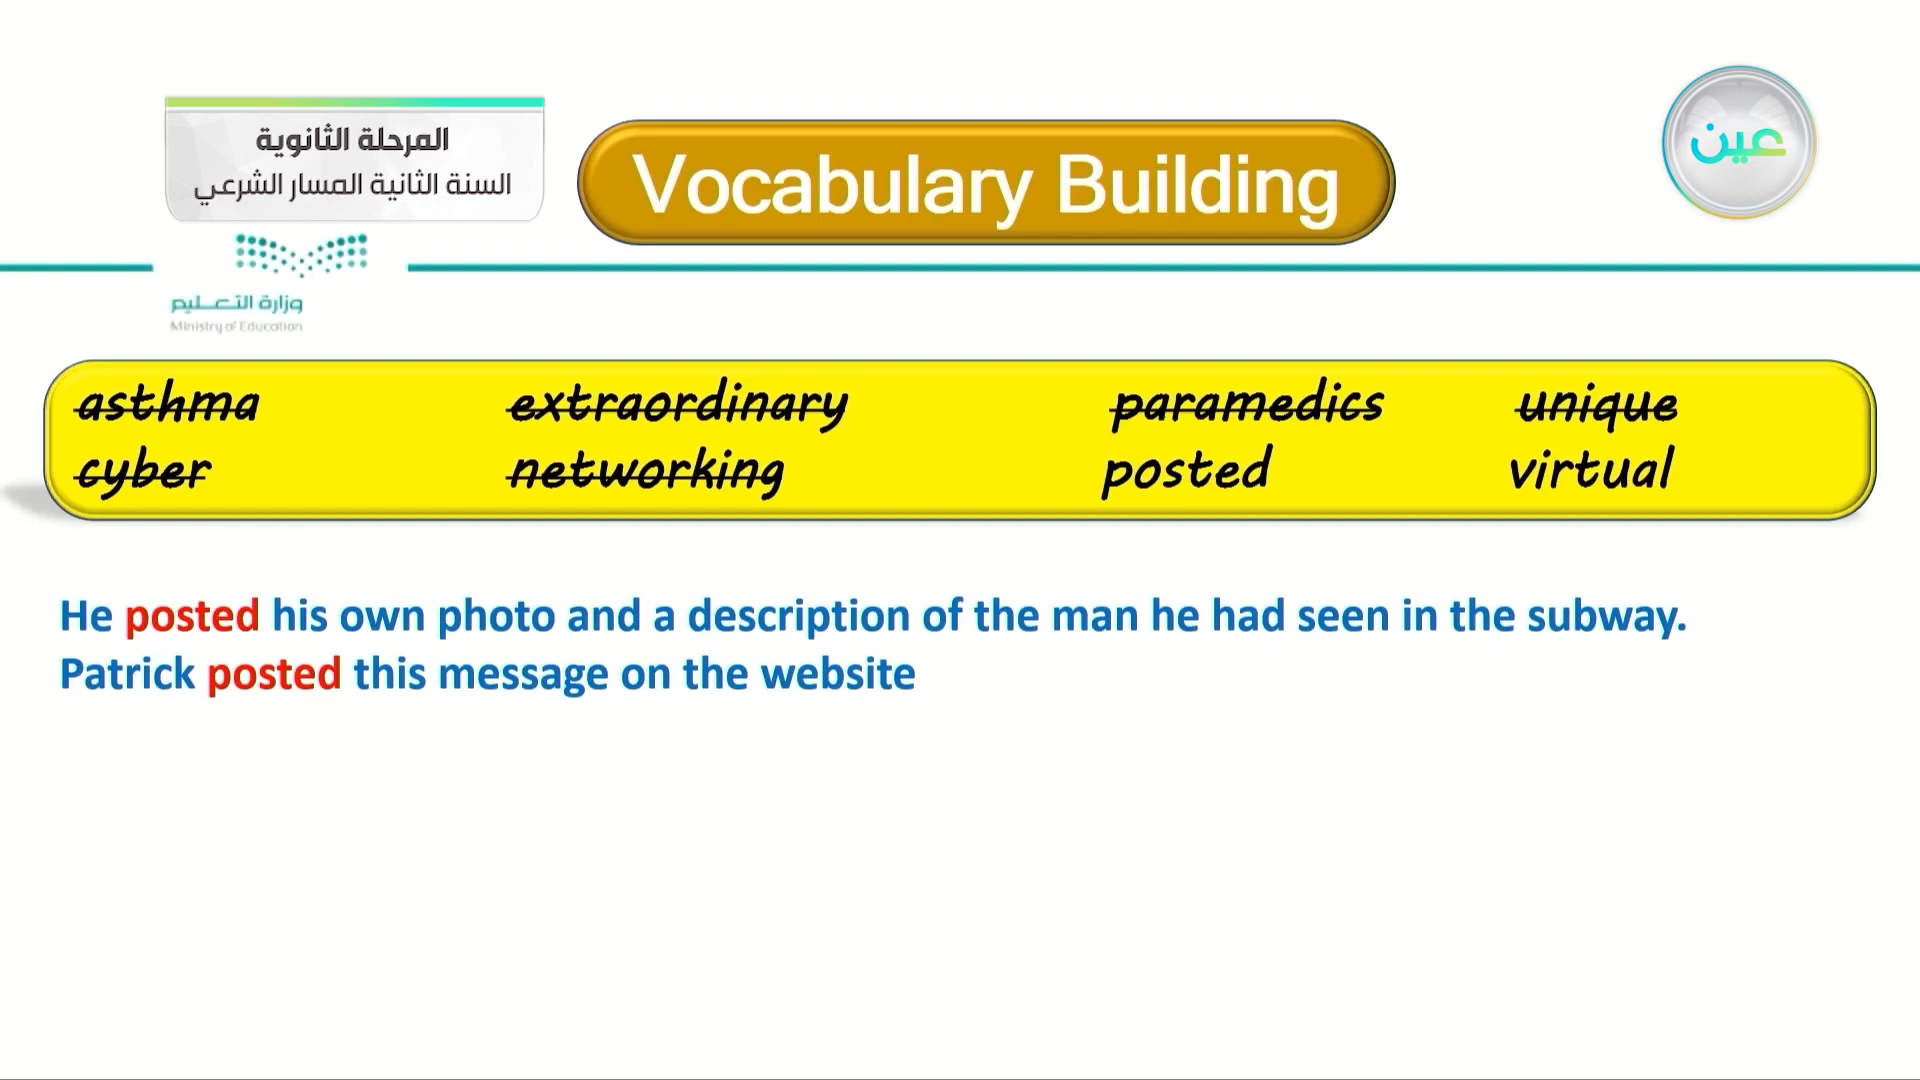 المرحلة الثانوية
السنة الثانية المسار الشرعي
Vocabulary Building
عين
وزارة التعليم
Ministry of Education
asthma extraordinary paramedics unique
cyber networking posted virtual
He posted his own photo and a description of the man he had seen in the subway.
Patrick posted this message on the website